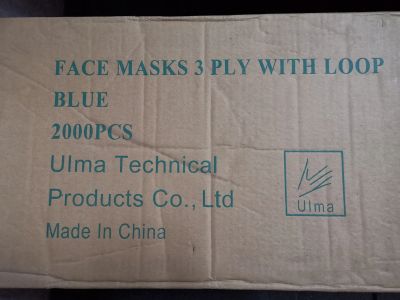 FACE MASKS 3 PLY WITH LOOP
BLUE
2000PCS
Ulma Technical
Products Co., Ltd
Ulma
Made In China